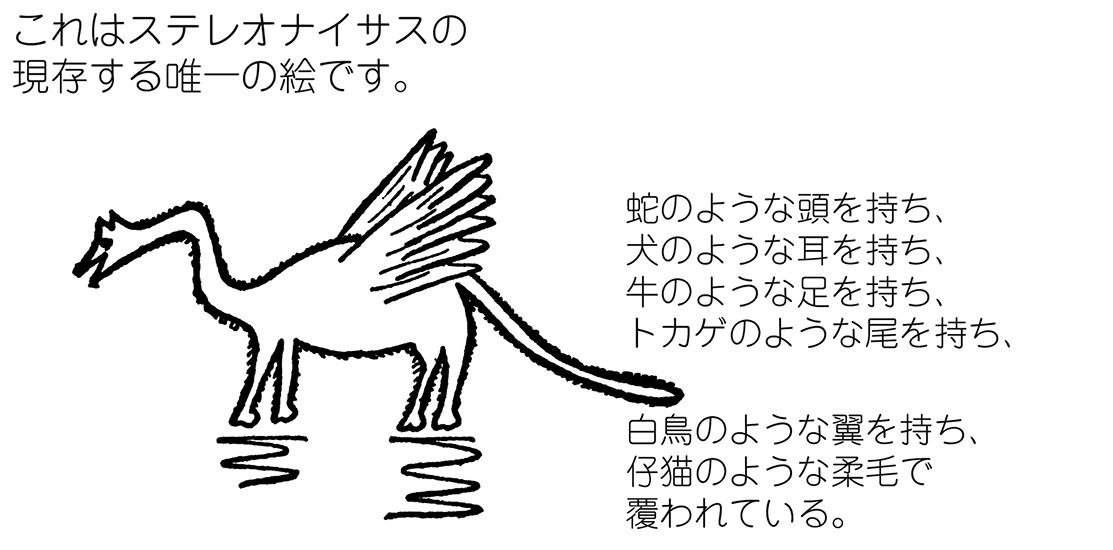 これはステレオナイサスの
現存する唯一の絵です。
蛇のような頭を持ち、
犬のような耳を持ち、
牛のような足を持ち、
トカゲのような尾を持ち、
白鳥のような翼を持ち、
仔猫のような柔毛で
覆われている。